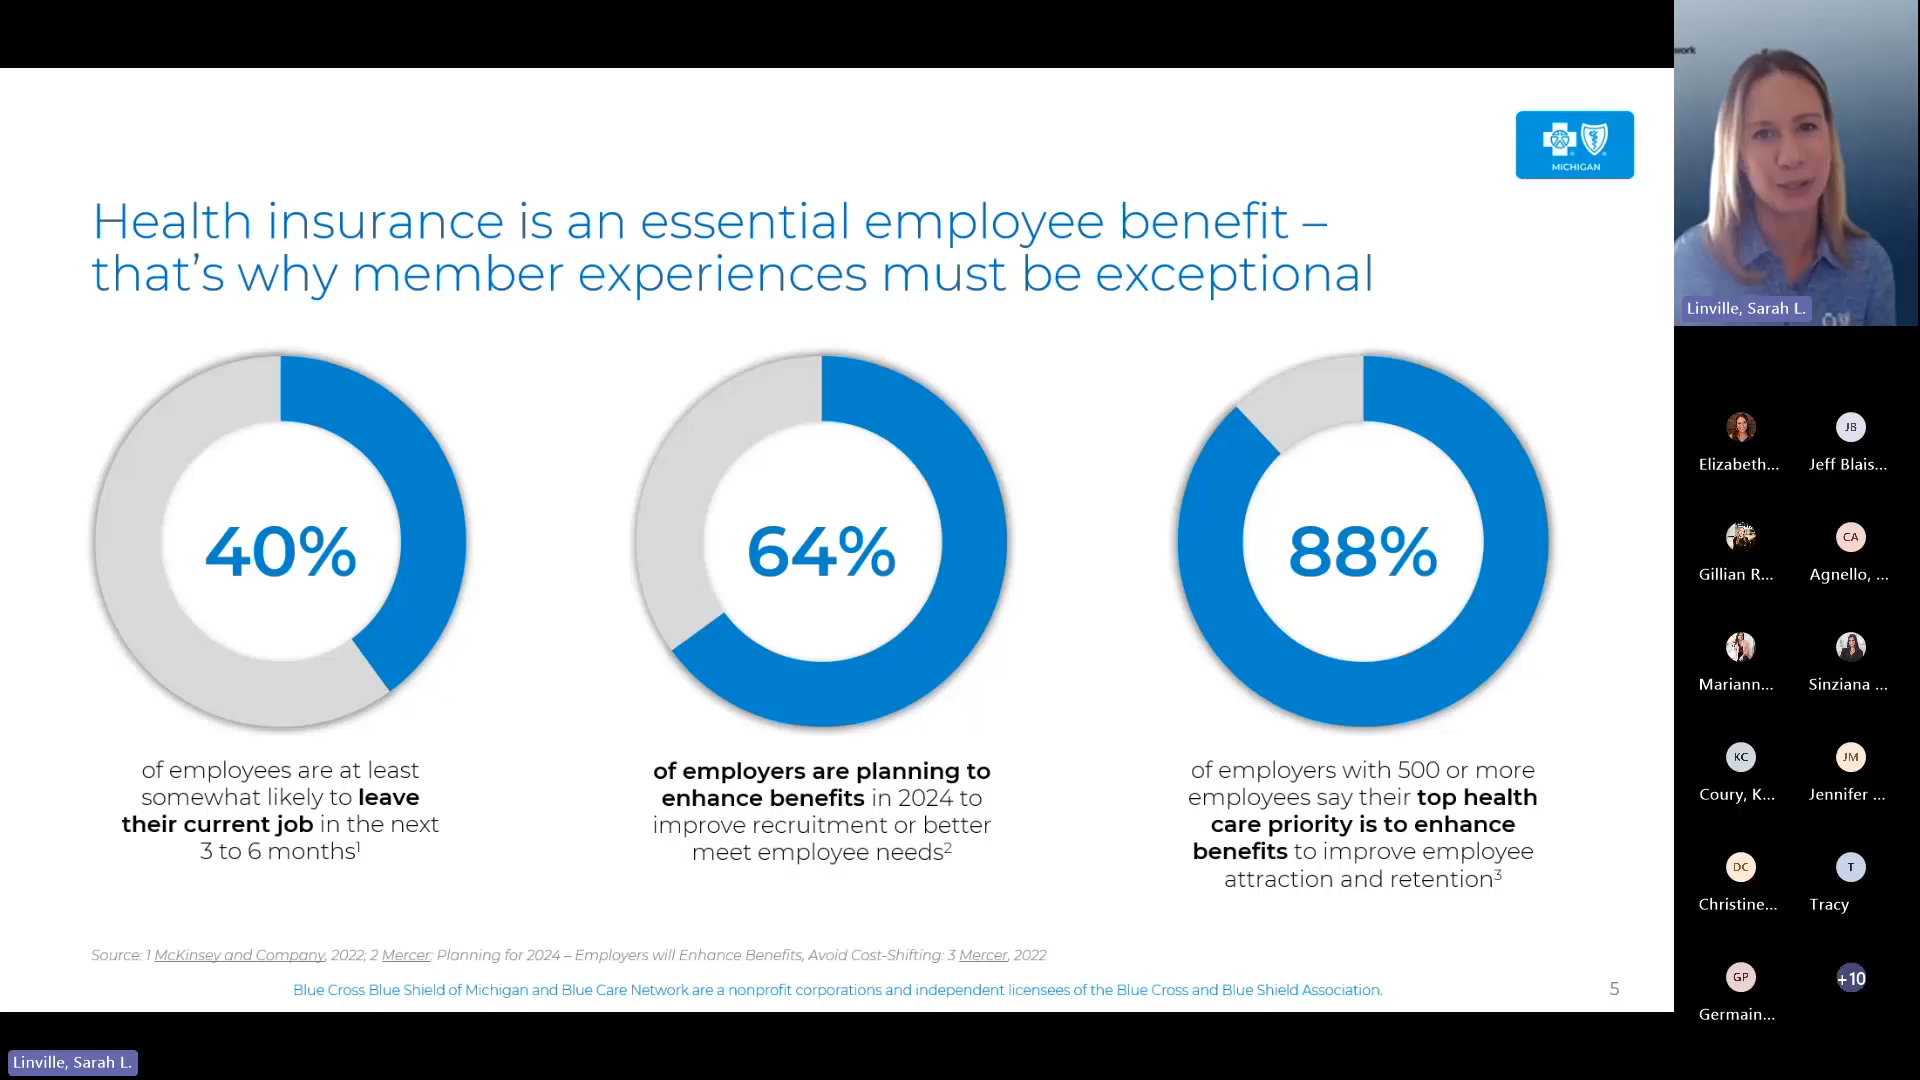 MICHIGAN
Health insurance is an essential employee benefit –
that's why member experiences must be exceptional
40%
of employees are at least
somewhat likely to leave
their current job in the next
3 to 6 months¹
64%
of employers are planning to
enhance benefits in 2024 to
improve recruitment or better
meet employee needs²
88%
of employers with 500 or more
employees say their top health
care priority is to enhance
benefits to improve employee
attraction and retention³
Source: 1 McKinsey and Company, 2022; 2 Mercer: Planning for 2024 – Employers will Enhance Benefits, Avoid Cost-Shifting: 3 Mercer, 2022
Blue Cross Blue Shield of Michigan and Blue Care Network are a nonprofit corporations and independent licensees of the Blue Cross and Blue Shield Association.
5
work
Linville, Sarah L.
JB
Elizabeth...
Jeff Blais...
CA
Gillian R...
Agnello, ...
Mariann...
Sinziana ...
KC
JM
Coury, K...
Jennifer ...
DC
T
Christine...
Tracy
GP
+10
Germain...
Linville, Sarah L.